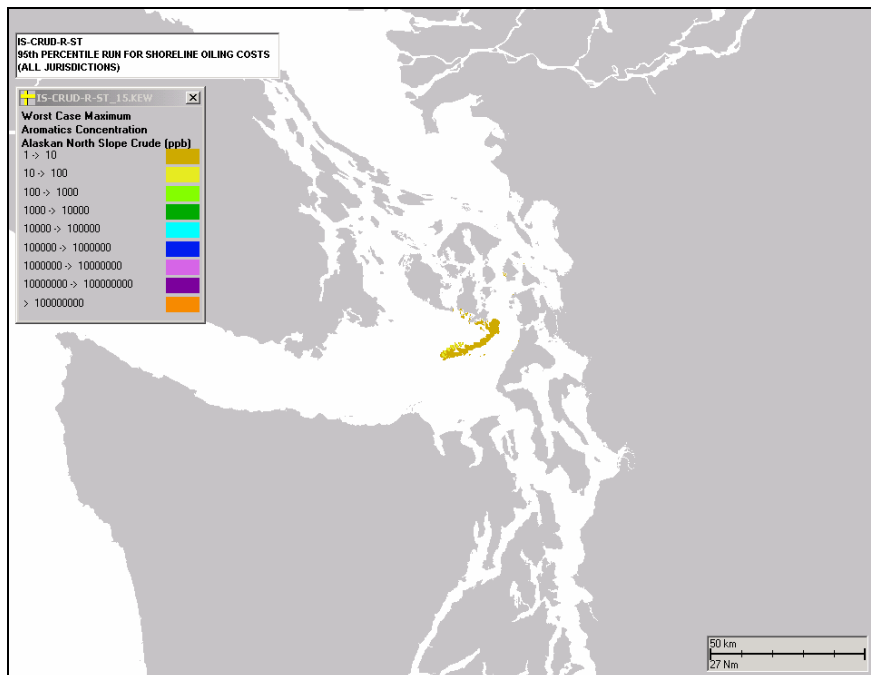 IS-CRUD-R-ST
95th PERCENTILE RUN FOR SHORELINE OILING COSTS
(ALL JURISDICTIONS)
IS-CRUD-R-ST_15.KEW
Worst Case Maximum
Aromatics Concentration
Alaskan North Slope Crude (ppb)
1 -> 10
10 -> 100
100 -> 1000
1000 -> 10000
10000 -> 100000
100000 -> 1000000
1000000 -> 10000000
10000000 -> 100000000
> 100000000
50 km
27 Nm